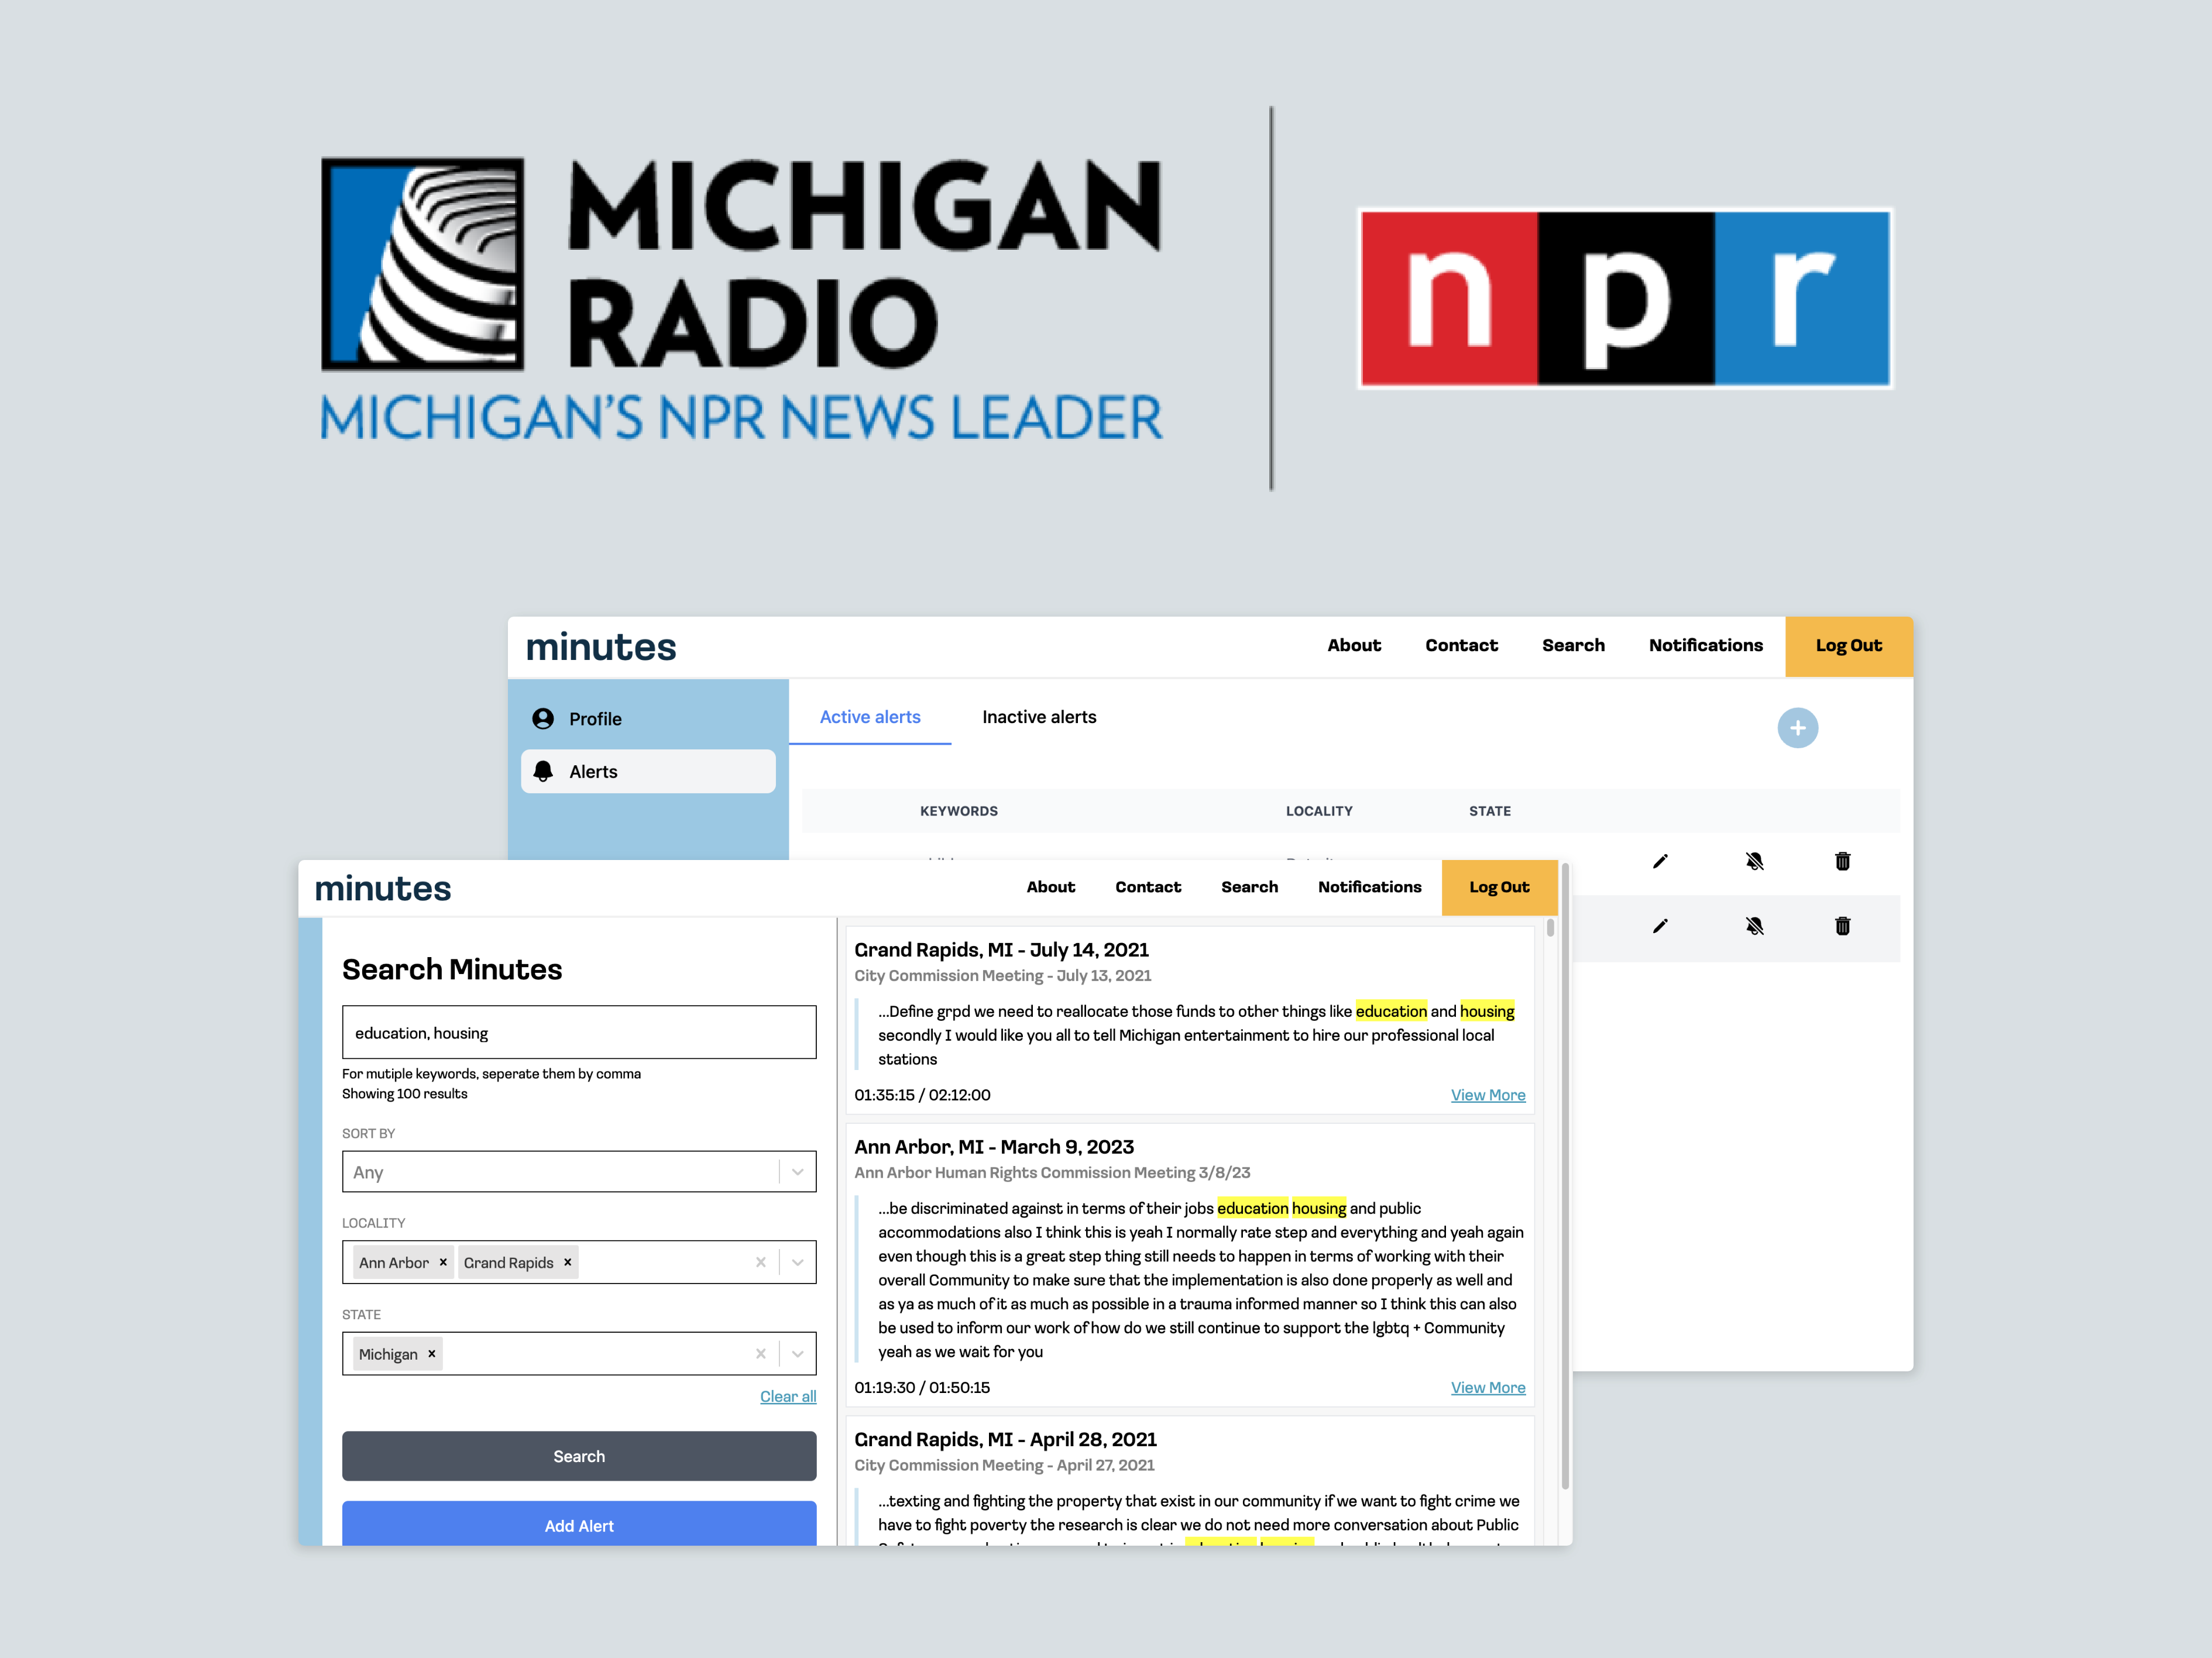 MICHIGAN
RADIO
MICHIGAN'S NPR NEWS LEADER
npr
minutes
About
Contact
Search
Notifications
Log Out
Profile
Alerts
Active alerts
Inactive alerts
KEYWORDS
LOCALITY
STATE
minutes
About
Contact
Search
Notifications
Log Out
Search Minutes
education, housing
For mutiple keywords, seperate them by comma
Showing 100 results
SORT BY
Any
LOCALITY
Ann Arbor
Grand Rapids
STATE
Michigan
Clear all
Search
Add Alert
Grand Rapids, MI - July 14, 2021
City Commission Meeting - July 13, 2021
...Define grpd we need to reallocate those funds to other things like education and housing
secondly I would like you all to tell Michigan entertainment to hire our professional local
stations
01:35:15 / 02:12:00
View More
Ann Arbor, MI - March 9, 2023
Ann Arbor Human Rights Commission Meeting 3/8/23
...be discriminated against in terms of their jobs education housing and public
accommodations also I think this is yeah I normally rate step and everything and yeah again
even though this is a great step thing still needs to happen in terms of working with their
overall Community to make sure that the implementation is also done properly as well and
as ya as much of it as much as possible in a trauma informed manner so I think this can also
be used to inform our work of how do we still continue to support the lgbtq + Community
yeah as we wait for you
01:19:30 / 01:50:15
View More
Grand Rapids, MI - April 28, 2021
City Commission Meeting - April 27, 2021
...texting and fighting the property that exist in our community if we want to fight crime we
have to fight poverty the research is clear we do not need more conversation about Public
education housing